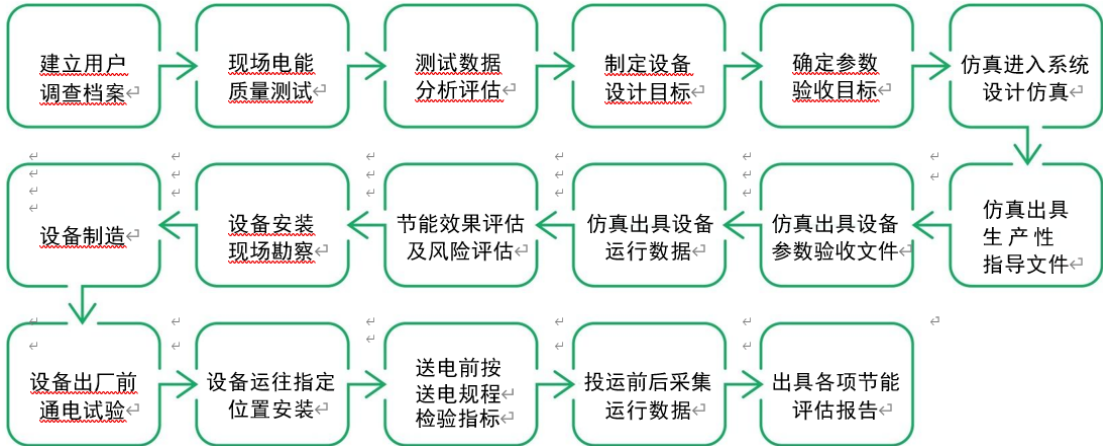 建立用户
调查档案
现场电能
质量测试
测试数据
分析评估
制定设备
设计目标
确定参数
验收目标
仿真进入系统
设计仿真
仿真出具
生 产 性
指导文件
仿真出具设备
参数验收文件
仿真出具设备
运行数据
节能效果评估
及风险评估
设备安装
现场勘察
设备制造
设备出厂前
通电试验
设备运往指定
位置安装
送电前按
送电规程
检验指标
投运前后采集
运行数据
出具各项节能
评估报告